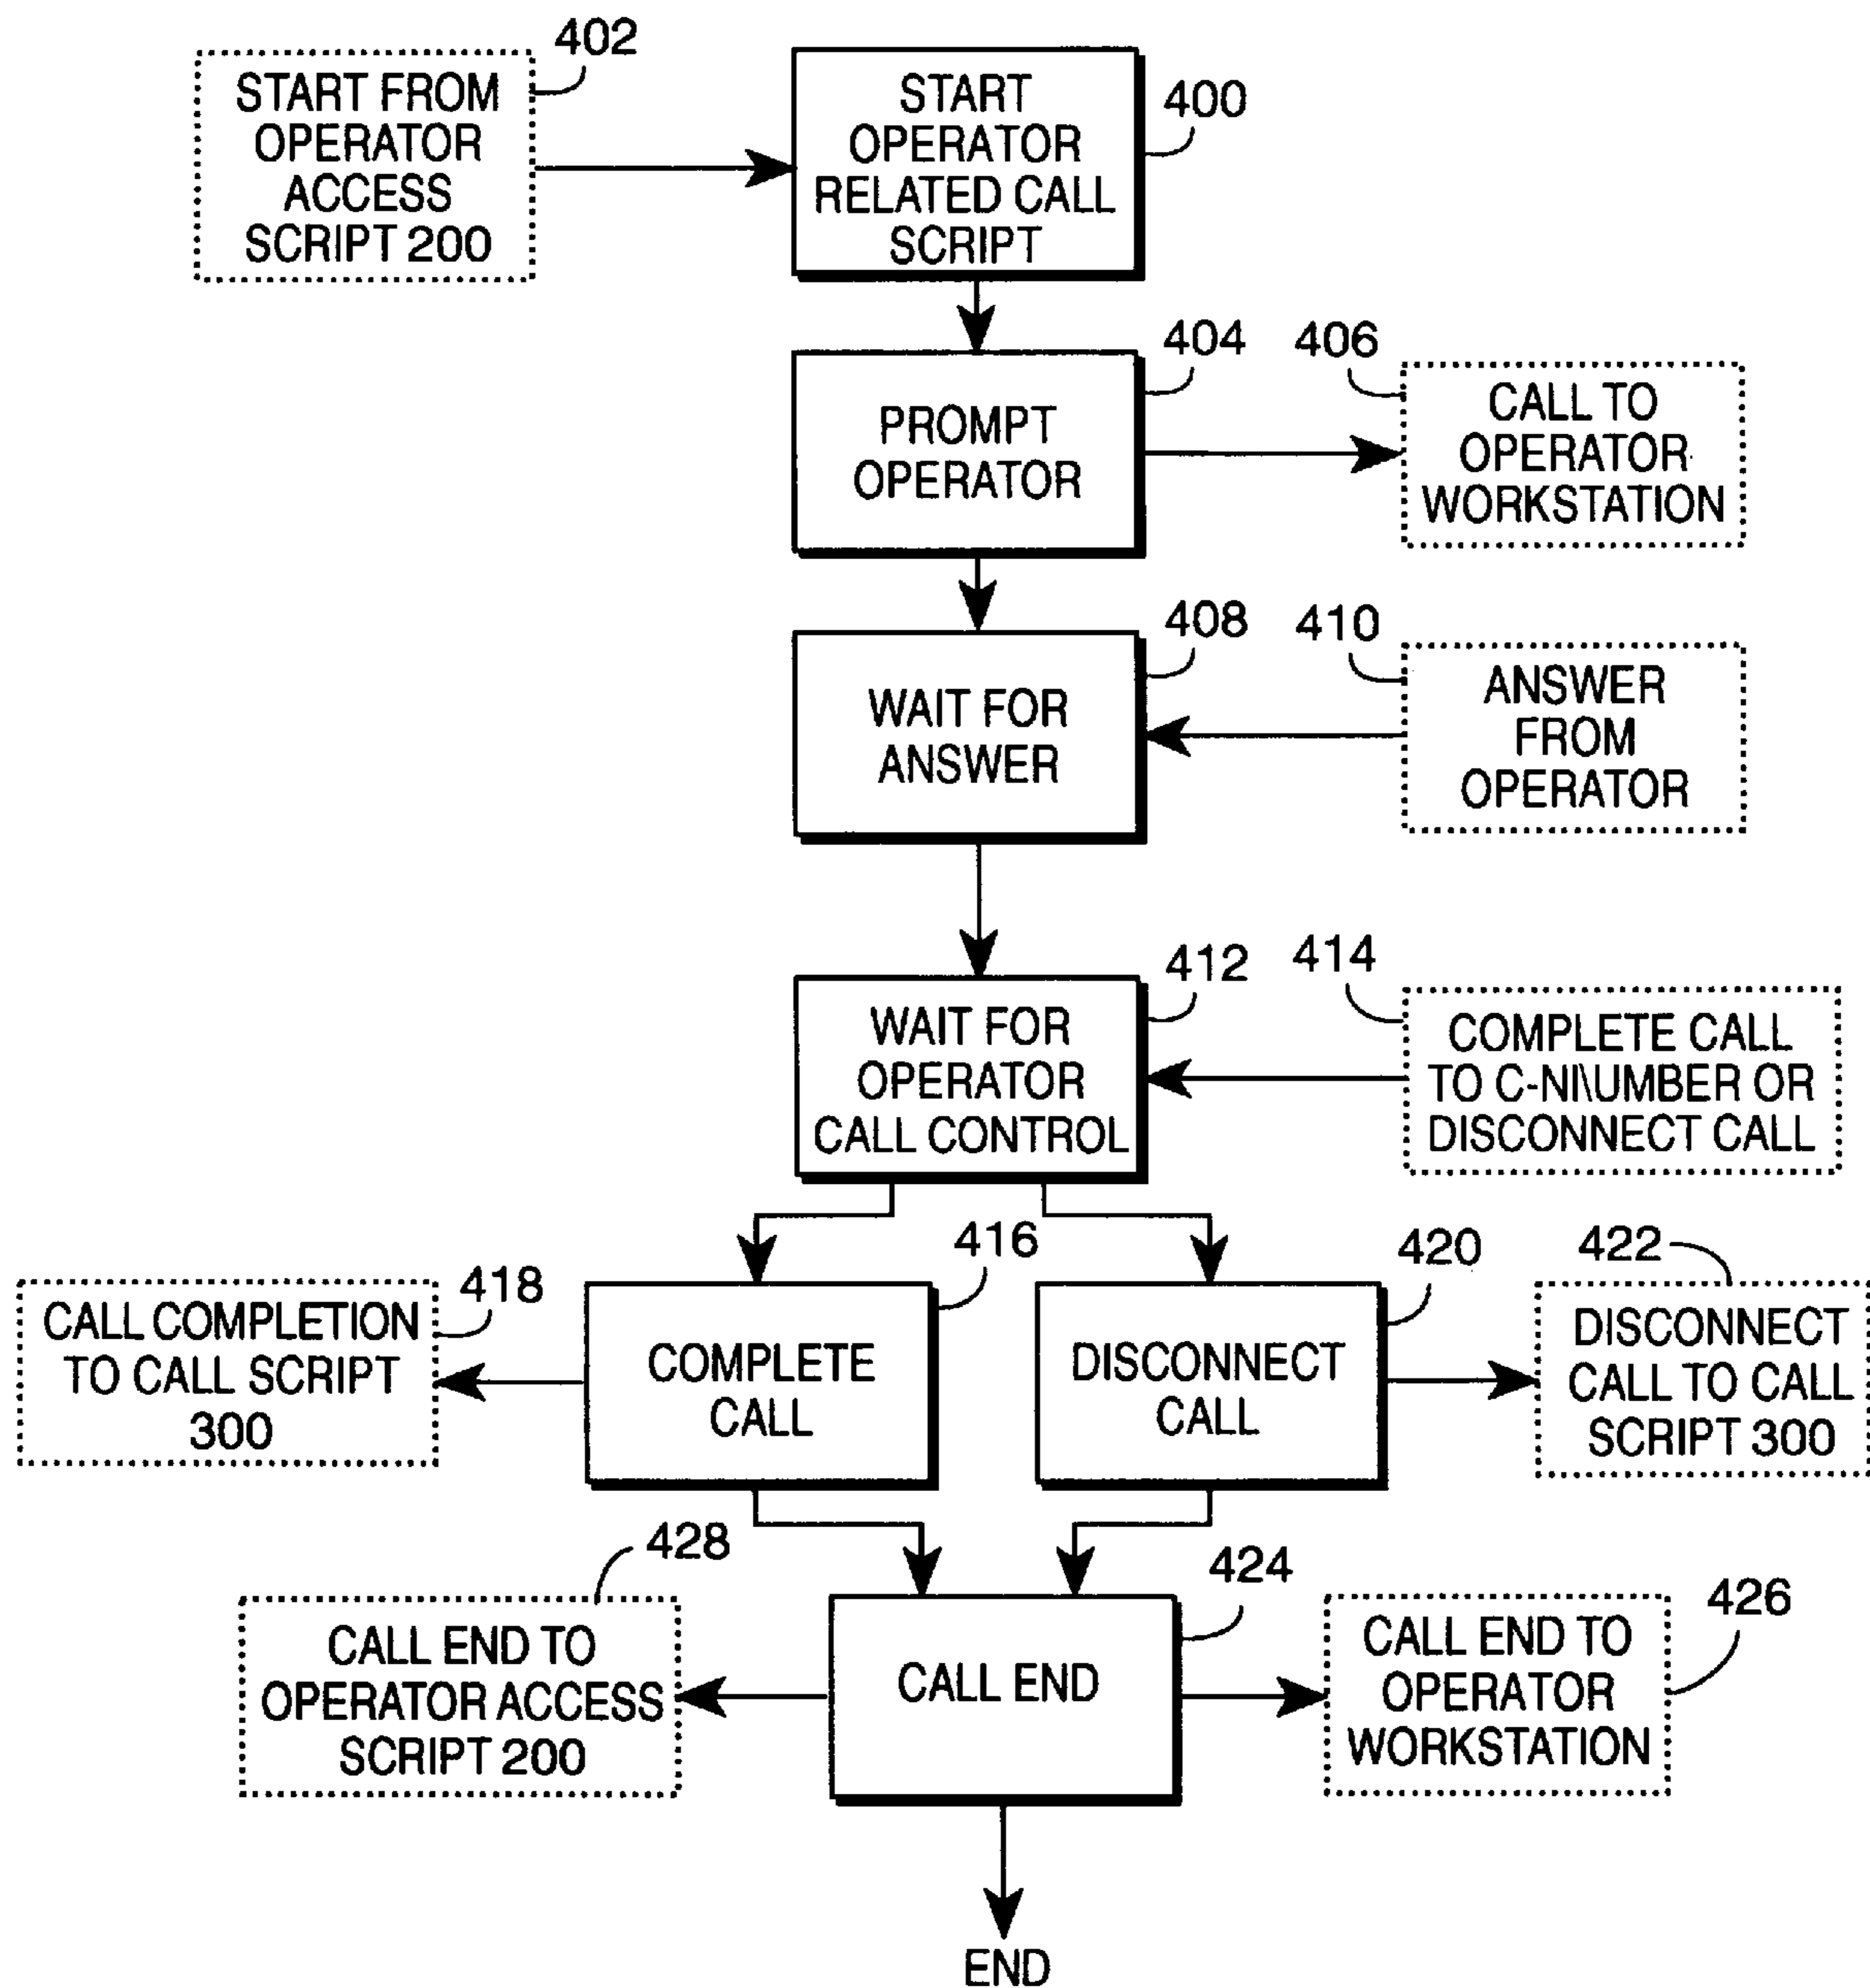 402
START FROM
OPERATOR
ACCESS
SCRIPT 200
START
OPERATOR
RELATED CALL
SCRIPT
400
PROMPT
OPERATOR
404
406
CALL TO
OPERATOR
WORKSTATION
WAIT FOR
ANSWER
408
410
ANSWER
FROM
OPERATOR
WAIT FOR
OPERATOR
CALL CONTROL
412
414
COMPLETE CALL
TO C-NI\UMBER OR
DISCONNECT CALL
CALL COMPLETION
TO CALL SCRIPT
300
418
COMPLETE
CALL
416
DISCONNECT
CALL
420
422
DISCONNECT
CALL TO CALL
SCRIPT 300
428
CALL END TO
OPERATOR ACCESS
SCRIPT 200
CALL END
424
CALL END TO
OPERATOR
WORKSTATION
426
END